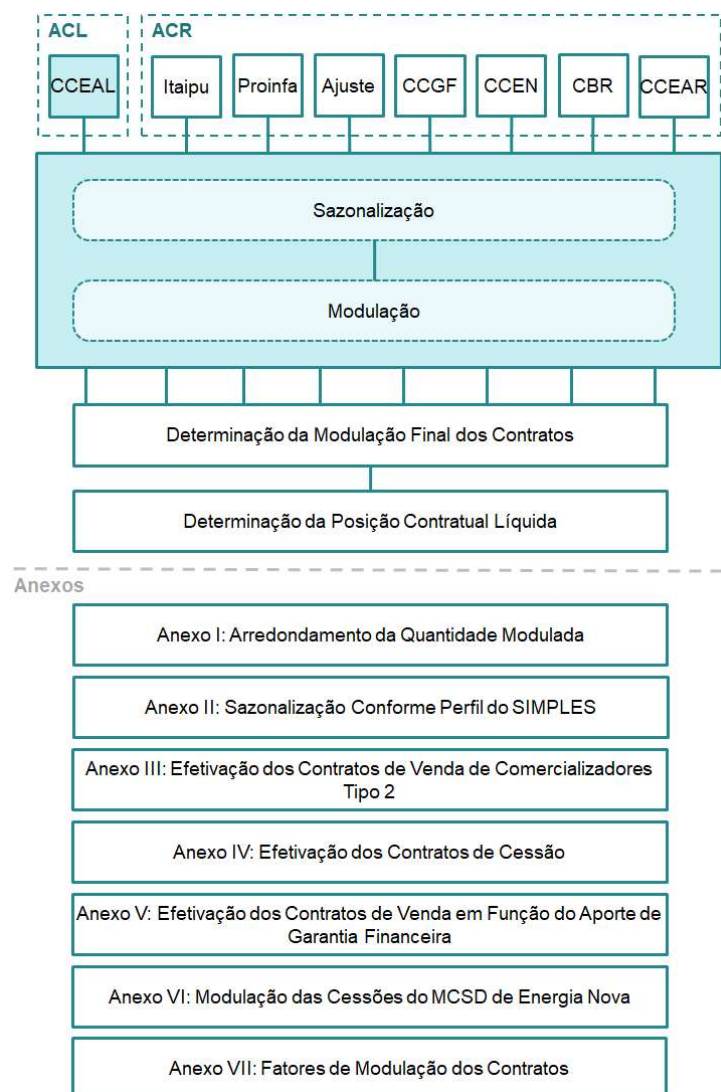 ACL
ACR
CCEAL
Itaipu
Proinfa
Ajuste
CCGF
CCEN
CBR
CCEAR
Sazonalização
Modulação
Determinação da Modulação Final dos Contratos
Determinação da Posição Contratual Líquida
Anexos
Anexo I: Arredondamento da Quantidade Modulada
Anexo II: Sazonalização Conforme Perfil do SIMPLES
Anexo III: Efetivação dos Contratos de Venda de Comercializadores
Tipo 2
Anexo IV: Efetivação dos Contratos de Cessão
Anexo V: Efetivação dos Contratos de Venda em Função do Aporte de
Garantia Financeira
Anexo VI: Modulação das Cessões do MCSD de Energia Nova
Anexo VII: Fatores de Modulação dos Contratos